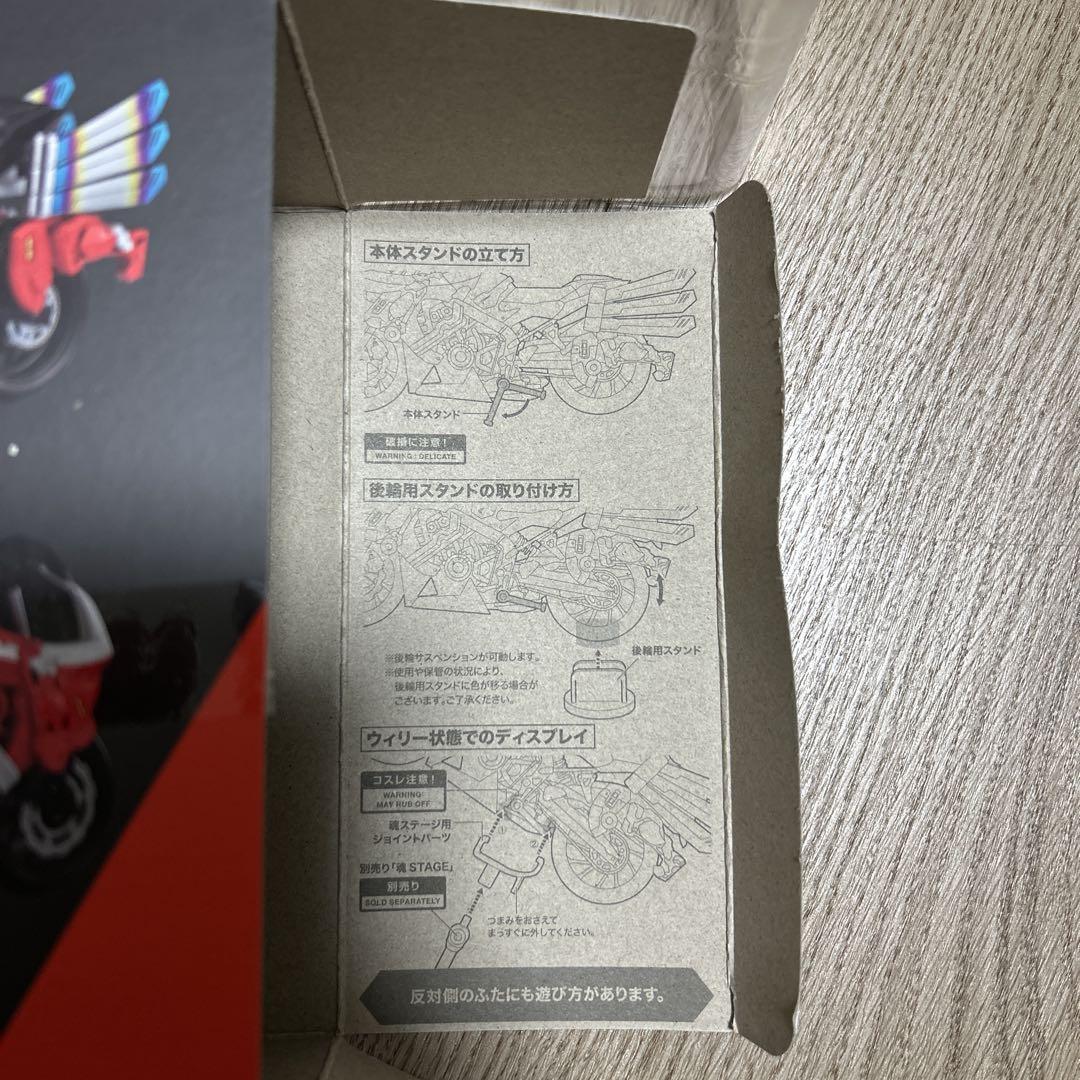 本体スタンドの立て方
本体スタンド
破損に注意！
WARNING : DELICATE
後輪用スタンドの取り付け方
※後輪サスペンションが可動します。
※使用や保管の状況により、
後輪用スタンドに色が移る場合が
ございます。ご了承ください。
後輪用スタンド
ウィリー状態でのディスプレイ
コスレ注意！
WARNING:
MAY RUB OFF
魂ステージ用
ジョイントパーツ
①
②
別売り「魂 STAGE」
別売り
SOLD SEPARATELY
つまみをおさえて
まっすぐに外してください。
反対側のふたにも遊び方があります。